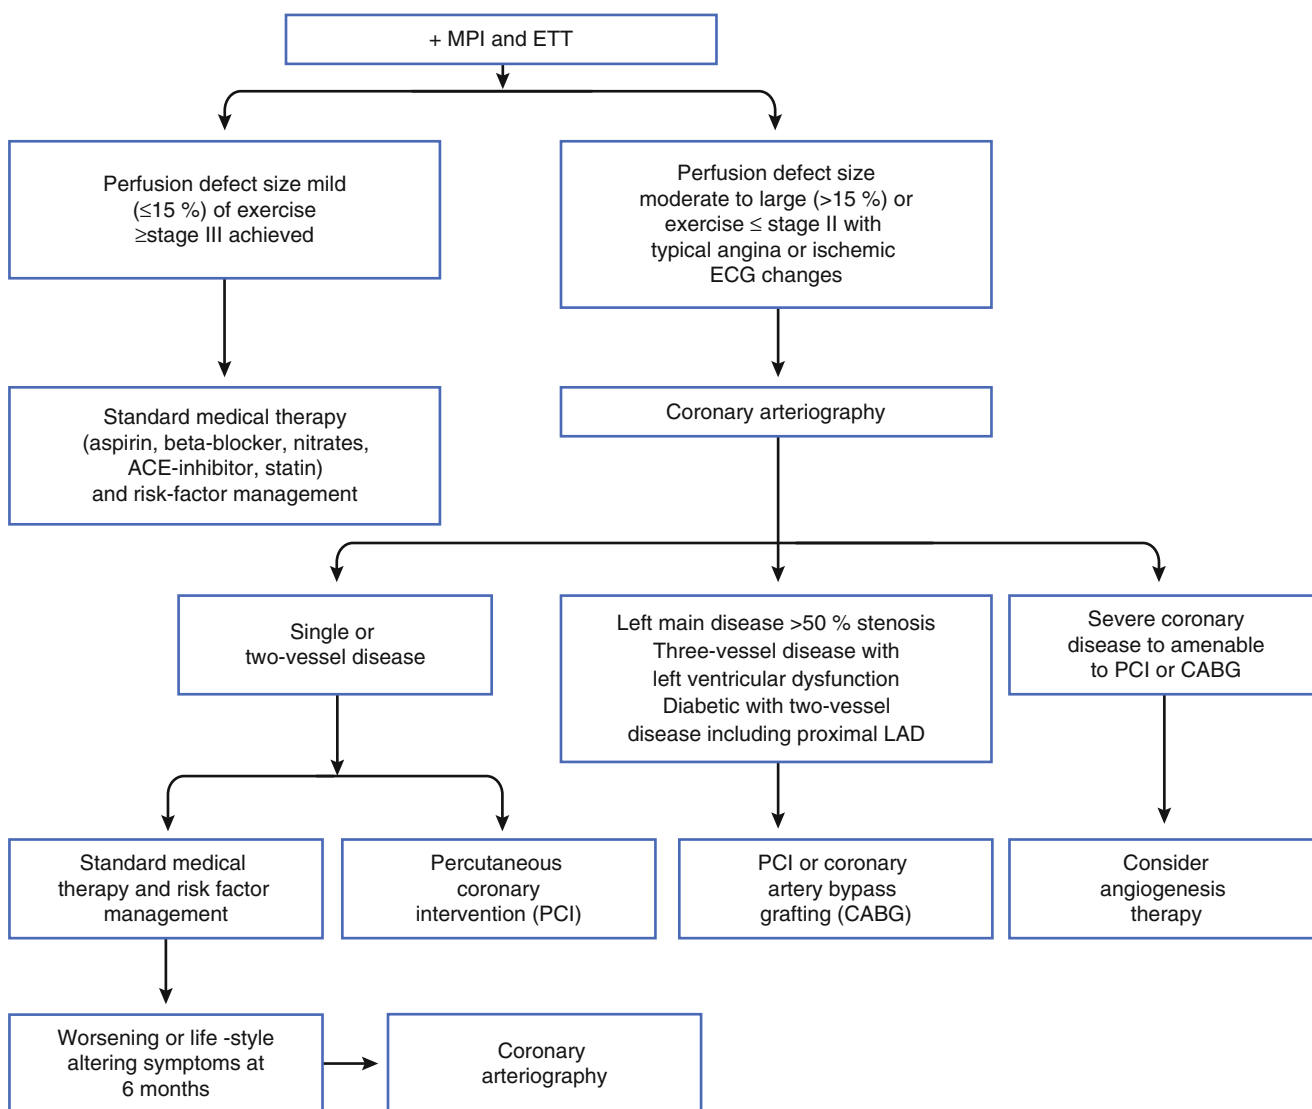 + MPI and ETT
Perfusion defect size mild
(≤15 %) of exercise
≥stage III achieved
Perfusion defect size
moderate to large (>15 %) or
exercise ≤ stage II with
typical angina or ischemic
ECG changes
Standard medical therapy
(aspirin, beta-blocker, nitrates,
ACE-inhibitor, statin)
and risk-factor management
Coronary arteriography
Single or
two-vessel disease
Left main disease >50 % stenosis
Three-vessel disease with
left ventricular dysfunction
Diabetic with two-vessel
disease including proximal LAD
Severe coronary
disease to amenable
to PCI or CABG
Standard medical
therapy and risk factor
management
Percutaneous
coronary
intervention (PCI)
PCI or coronary
artery bypass
grafting (CABG)
Consider
angiogenesis
therapy
Worsening or life -style
altering symptoms at
6 months
Coronary
arteriography